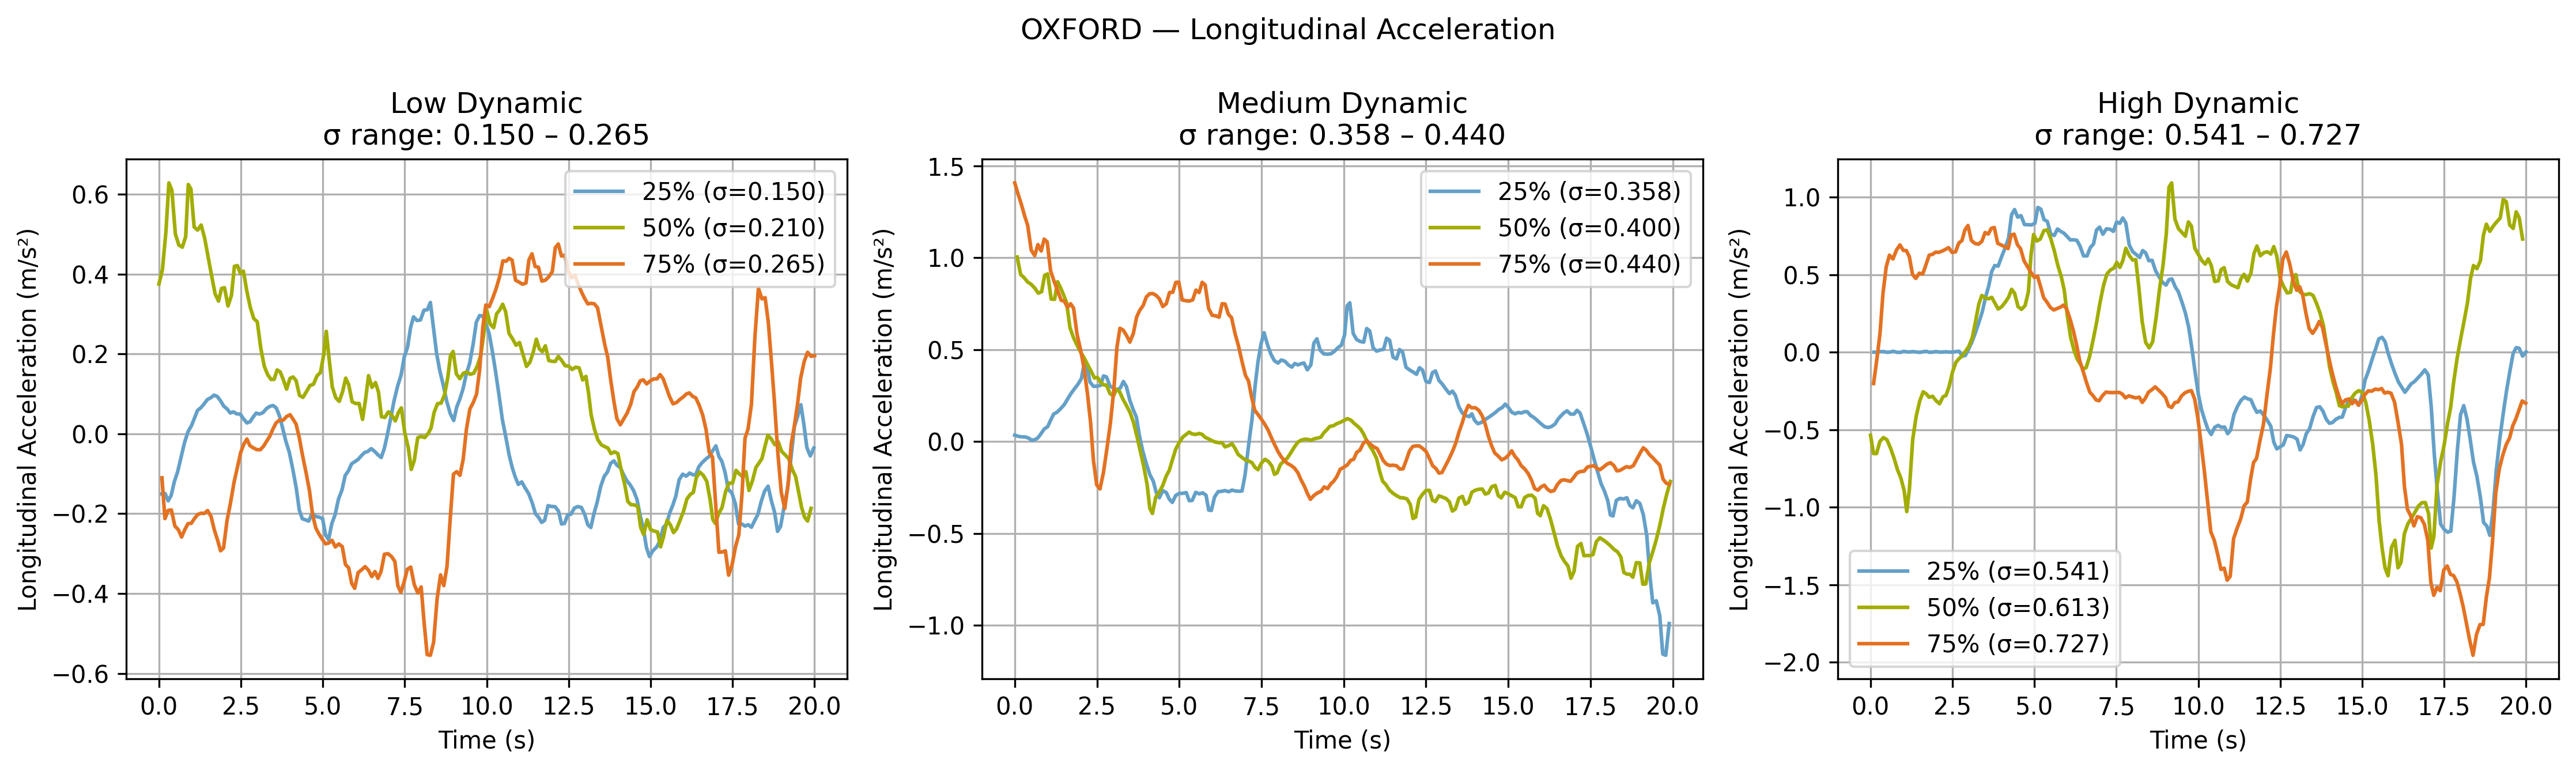 OXFORD — Longitudinal Acceleration
Low Dynamic
σ range: 0.150 – 0.265
Longitudinal Acceleration (m/s²)
0.6
0.4
0.2
0.0
−0.2
−0.4
−0.6
25% (σ=0.150)
50% (σ=0.210)
75% (σ=0.265)
0.0 2.5 5.0 7.5 10.0 12.5 15.0 17.5 20.0
Time (s)
Medium Dynamic
σ range: 0.358 – 0.440
Longitudinal Acceleration (m/s²)
1.5
1.0
0.5
0.0
−0.5
−1.0
25% (σ=0.358)
50% (σ=0.400)
75% (σ=0.440)
0.0 2.5 5.0 7.5 10.0 12.5 15.0 17.5 20.0
Time (s)
High Dynamic
σ range: 0.541 – 0.727
Longitudinal Acceleration (m/s²)
1.0
0.5
0.0
−0.5
−1.0
−1.5
−2.0
25% (σ=0.541)
50% (σ=0.613)
75% (σ=0.727)
0.0 2.5 5.0 7.5 10.0 12.5 15.0 17.5 20.0
Time (s)